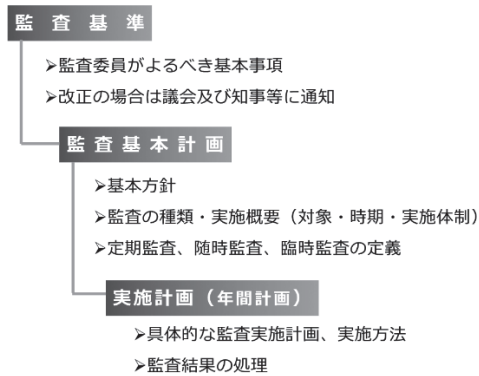 監査基準
➢監査委員がよるべき基本事項
➢改正の場合は議会及び知事等に通知
監査基本計画
➢基本方針
➢監査の種類・実施概要（対象・時期・実施体制）
➢定期監査、随時監査、臨時監査の定義
実施計画（年間計画）
➢具体的な監査実施計画、実施方法
➢監査結果の処理